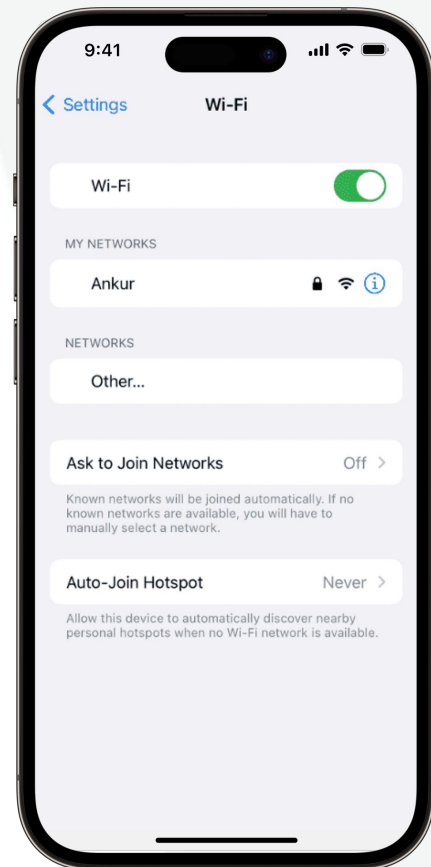 9:41
Settings
Wi-Fi
Wi-Fi
MY NETWORKS
Ankur
NETWORKS
Other...
Ask to Join Networks Off
Known networks will be joined automatically. If no
known networks are available, you will have to
manually select a network.
Auto-Join Hotspot Never
Allow this device to automatically discover nearby
personal hotspots when no Wi-Fi network is available.